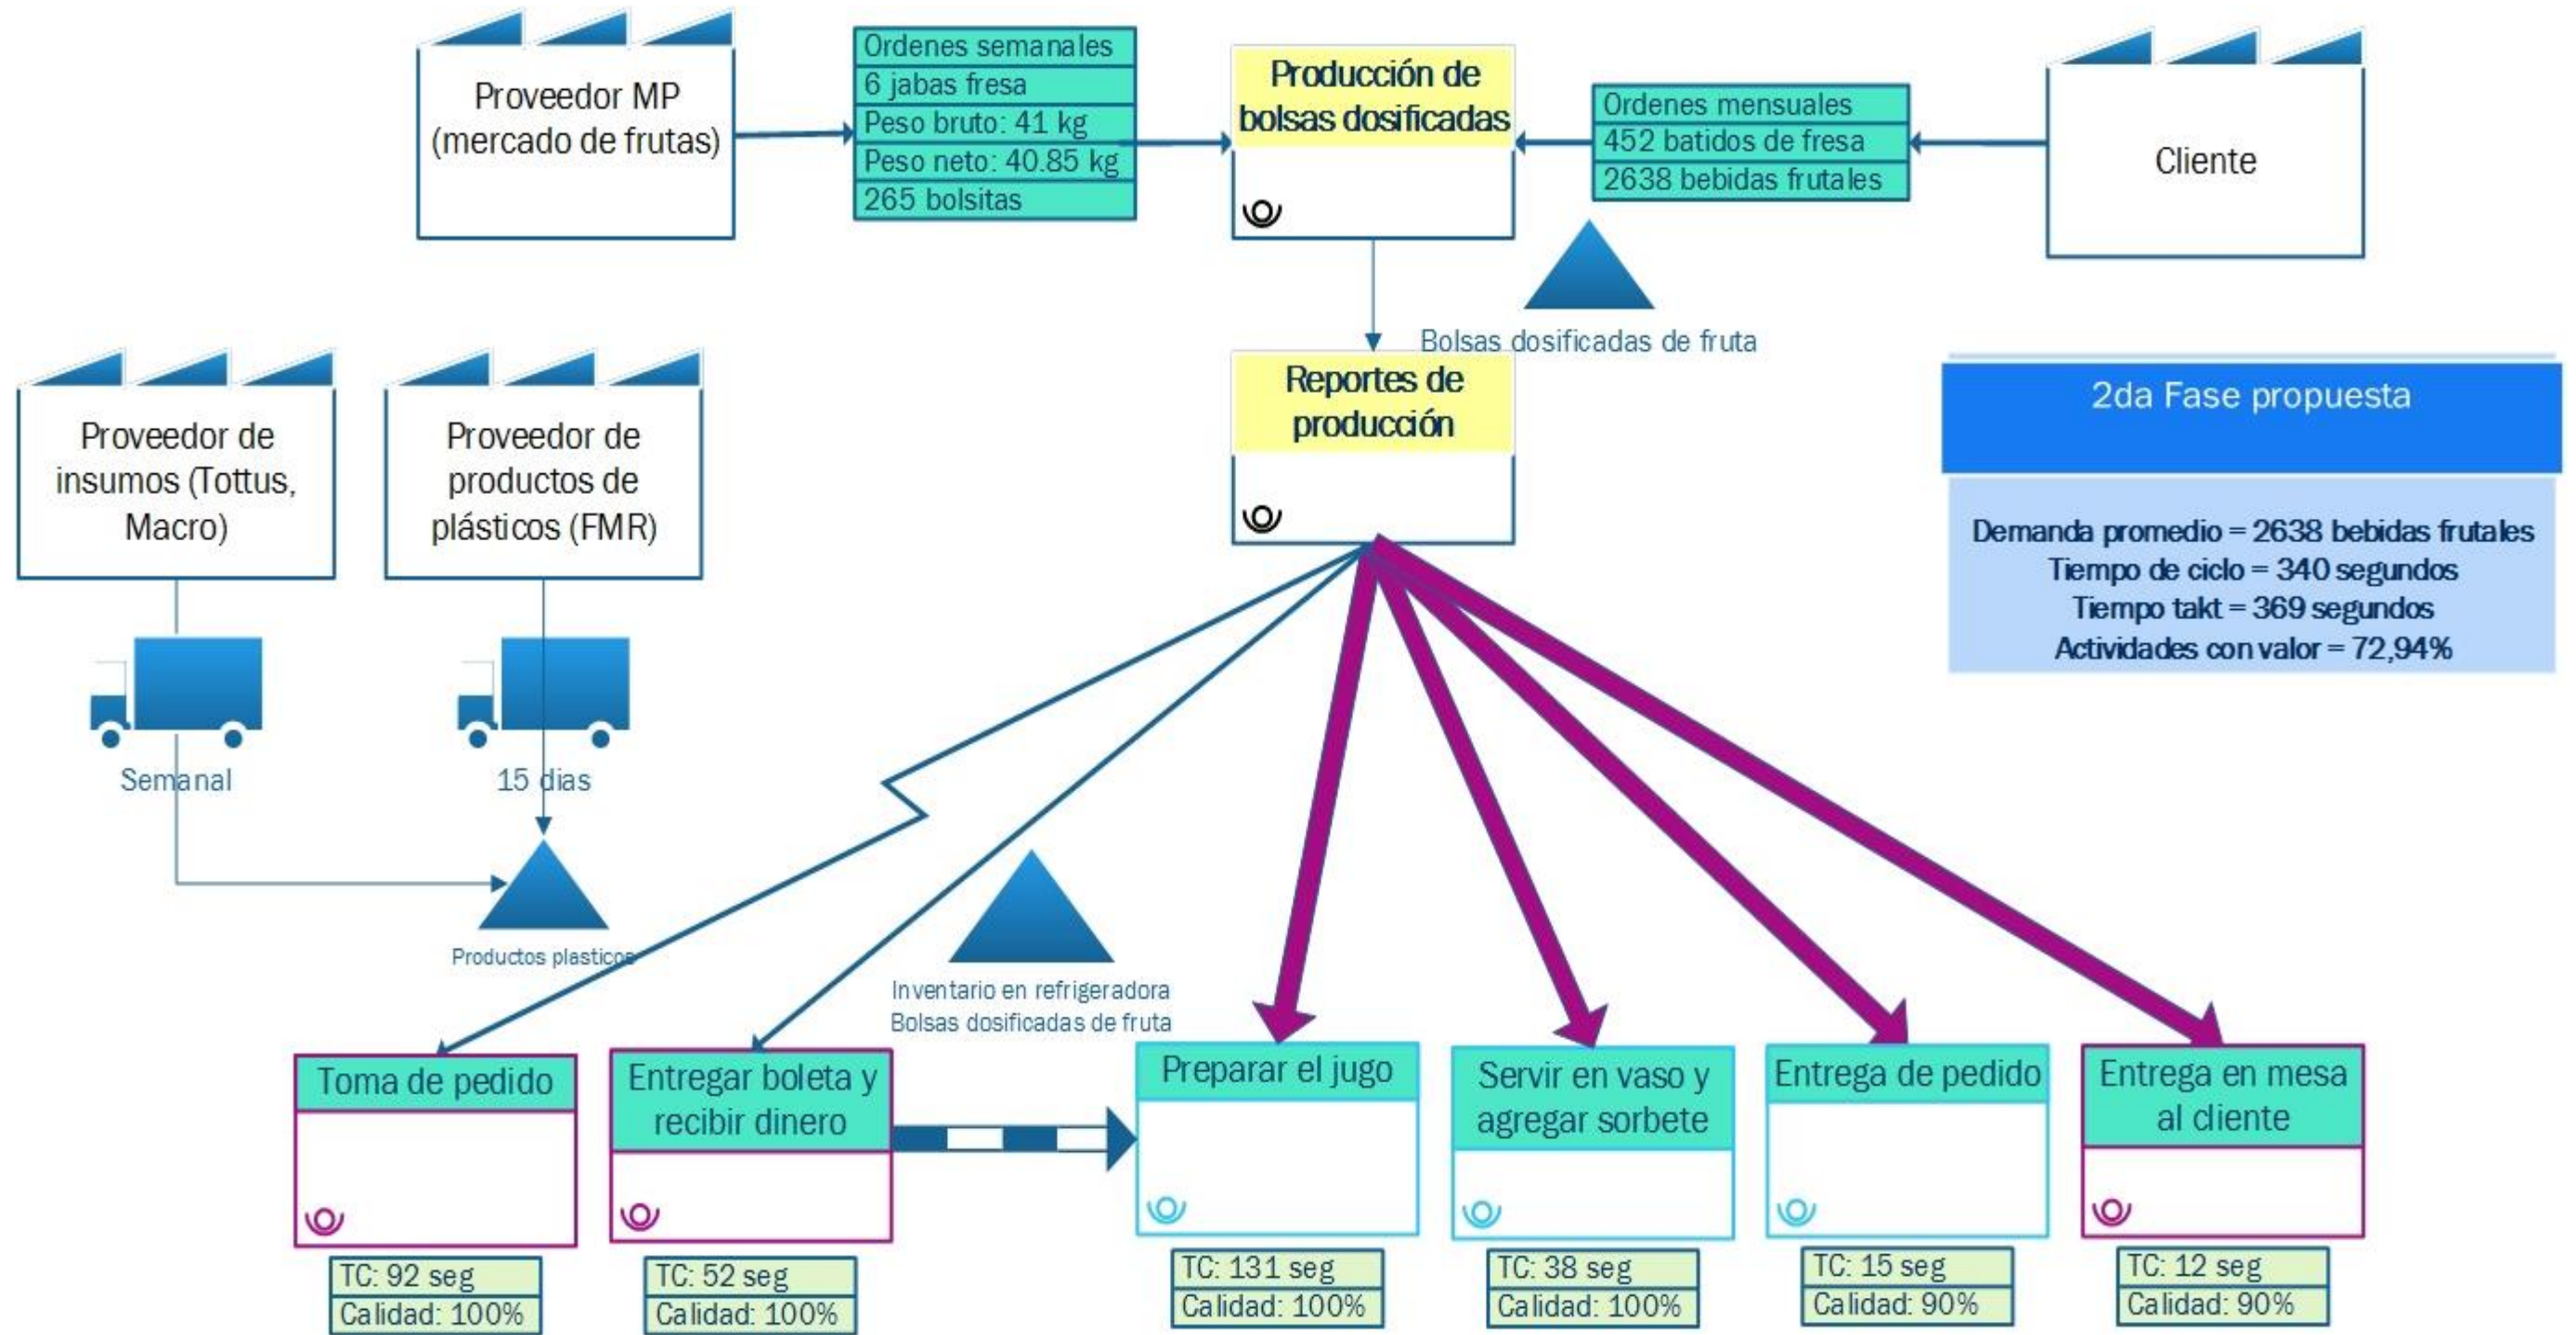 Proveedor MP
(mercado de frutas)
Ordenes semanales
6 jabas fresa
Peso bruto: 41 kg
Peso neto: 40.85 kg
265 bolsitas
Producción de
bolsas dosificadas
Ordenes mensuales
452 batidos de fresa
2638 bebidas frutales
Cliente
Bolsas dosificadas de fruta
Proveedor de
insumos (Tottus,
Macro)
Proveedor de
productos de
plásticos (FMR)
Reportes de
producción
2da Fase propuesta
Demanda promedio = 2638 bebidas frutales
Tiempo de ciclo = 340 segundos
Tiempo takt = 369 segundos
Actividades con valor = 72,94%
Semanal
15 dias
Productos plasticos
Inventario en refrigeradora
Bolsas dosificadas de fruta
Toma de pedido
TC: 92 seg
Calidad: 100%
Entregar boleta y
recibir dinero
TC: 52 seg
Calidad: 100%
Preparar el jugo
TC: 131 seg
Calidad: 100%
Servir en vaso y
agregar sorbete
TC: 38 seg
Calidad: 100%
Entrega de pedido
TC: 15 seg
Calidad: 90%
Entrega en mesa
al cliente
TC: 12 seg
Calidad: 90%